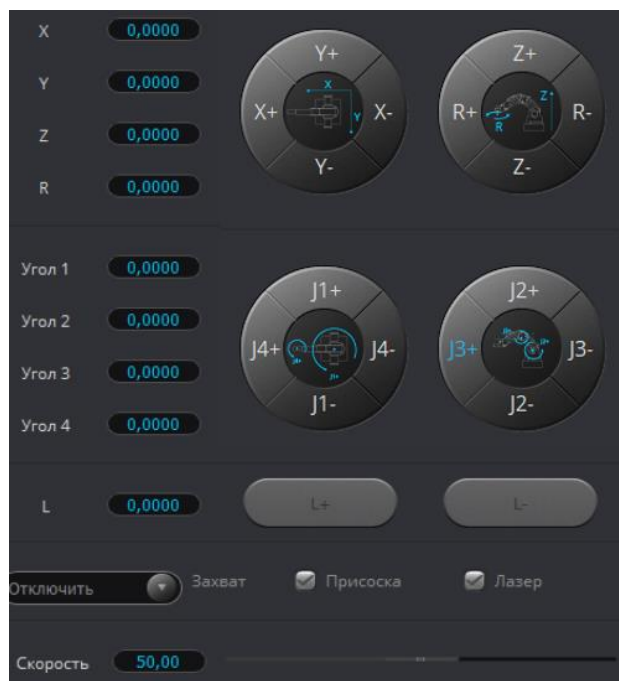 X 0,0000
Y+ Z+
Y 0,0000
X+ X Y X- R+ Z R R-
Z 0,0000
Y- Z-
R 0,0000
Угол 1 0,0000
J1+ J2+
Угол 2 0,0000
J4+ J4- J3+ J3-
Угол 3 0,0000
J1- J2-
Угол 4 0,0000
L 0,0000 L+ L-
Отключить Захват Присоска Лазер
Скорость 50,00